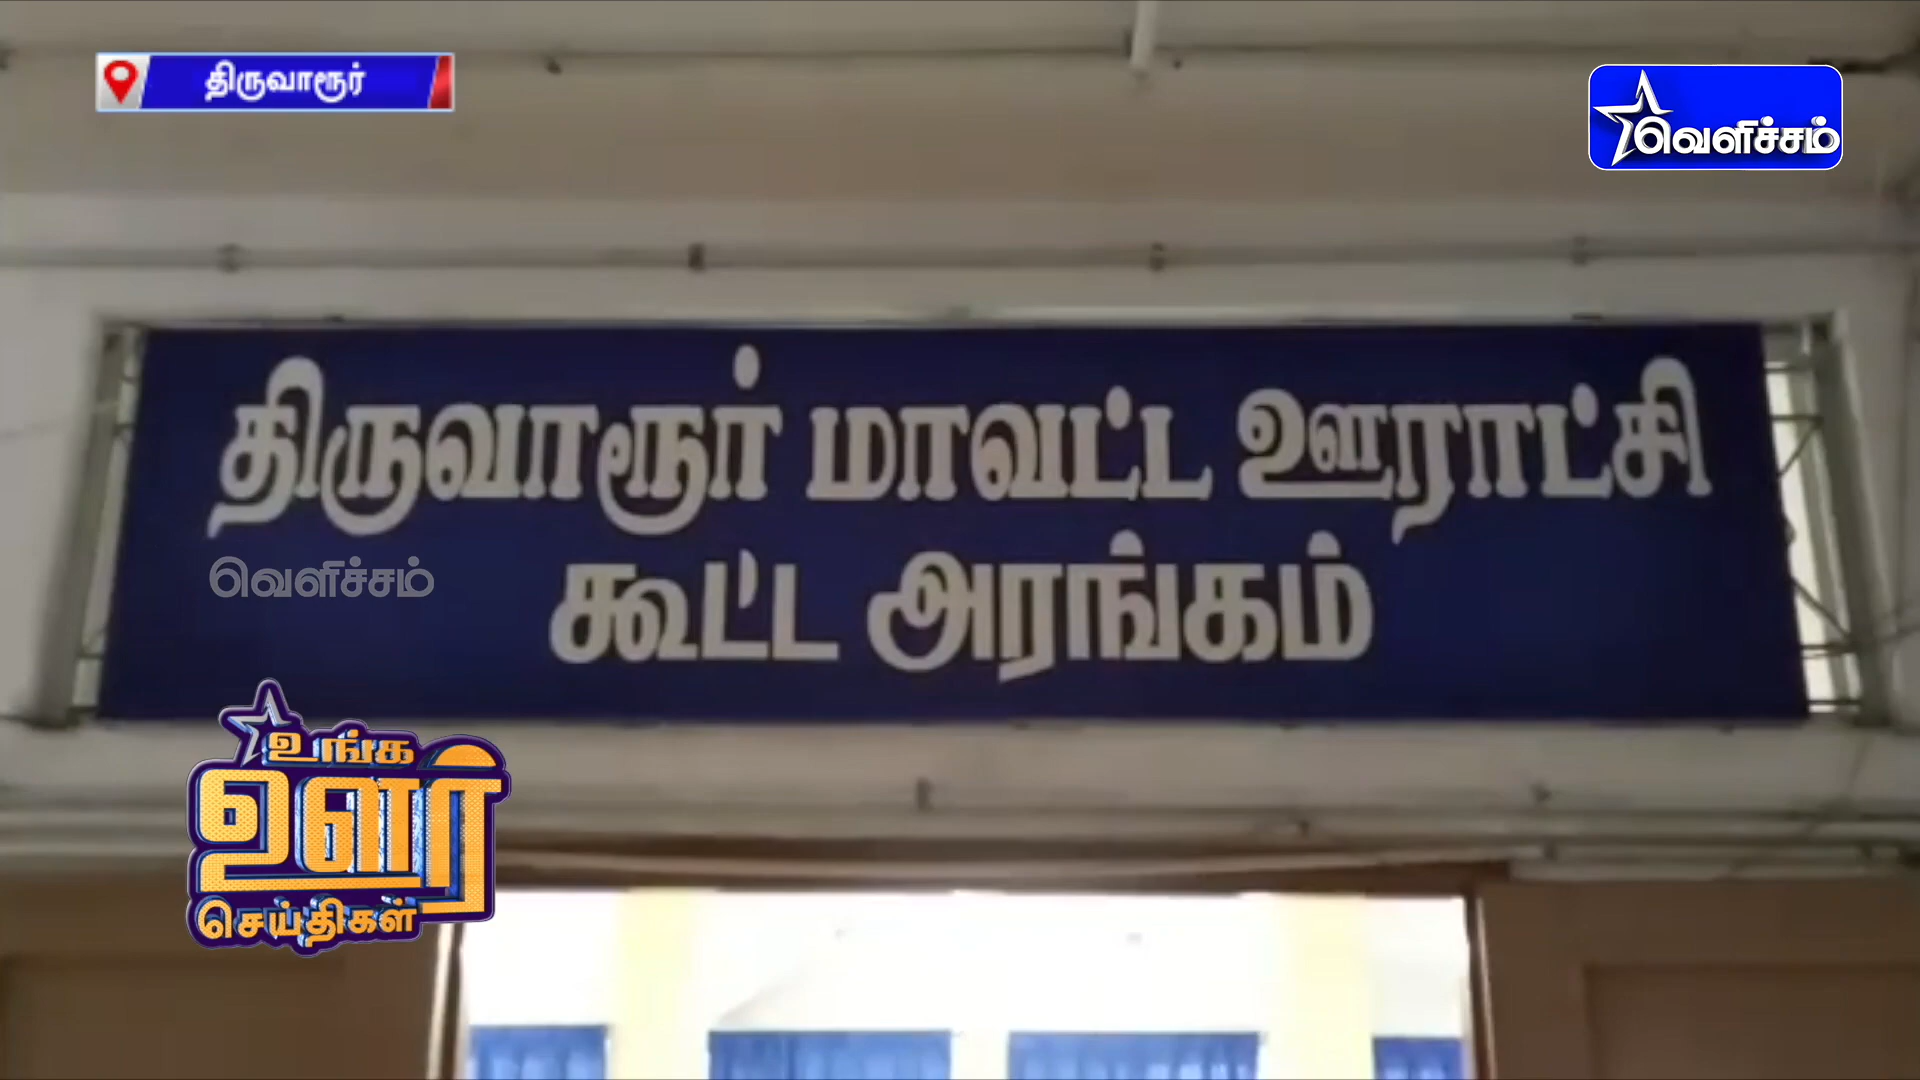 திருவாரூர்
வெளிச்சம்
திருவாரூர் மாவட்ட ஊராட்சி
கூட்ட அரங்கம்
வெளிச்சம்
உங்க
ஊர்
செய்திகள்